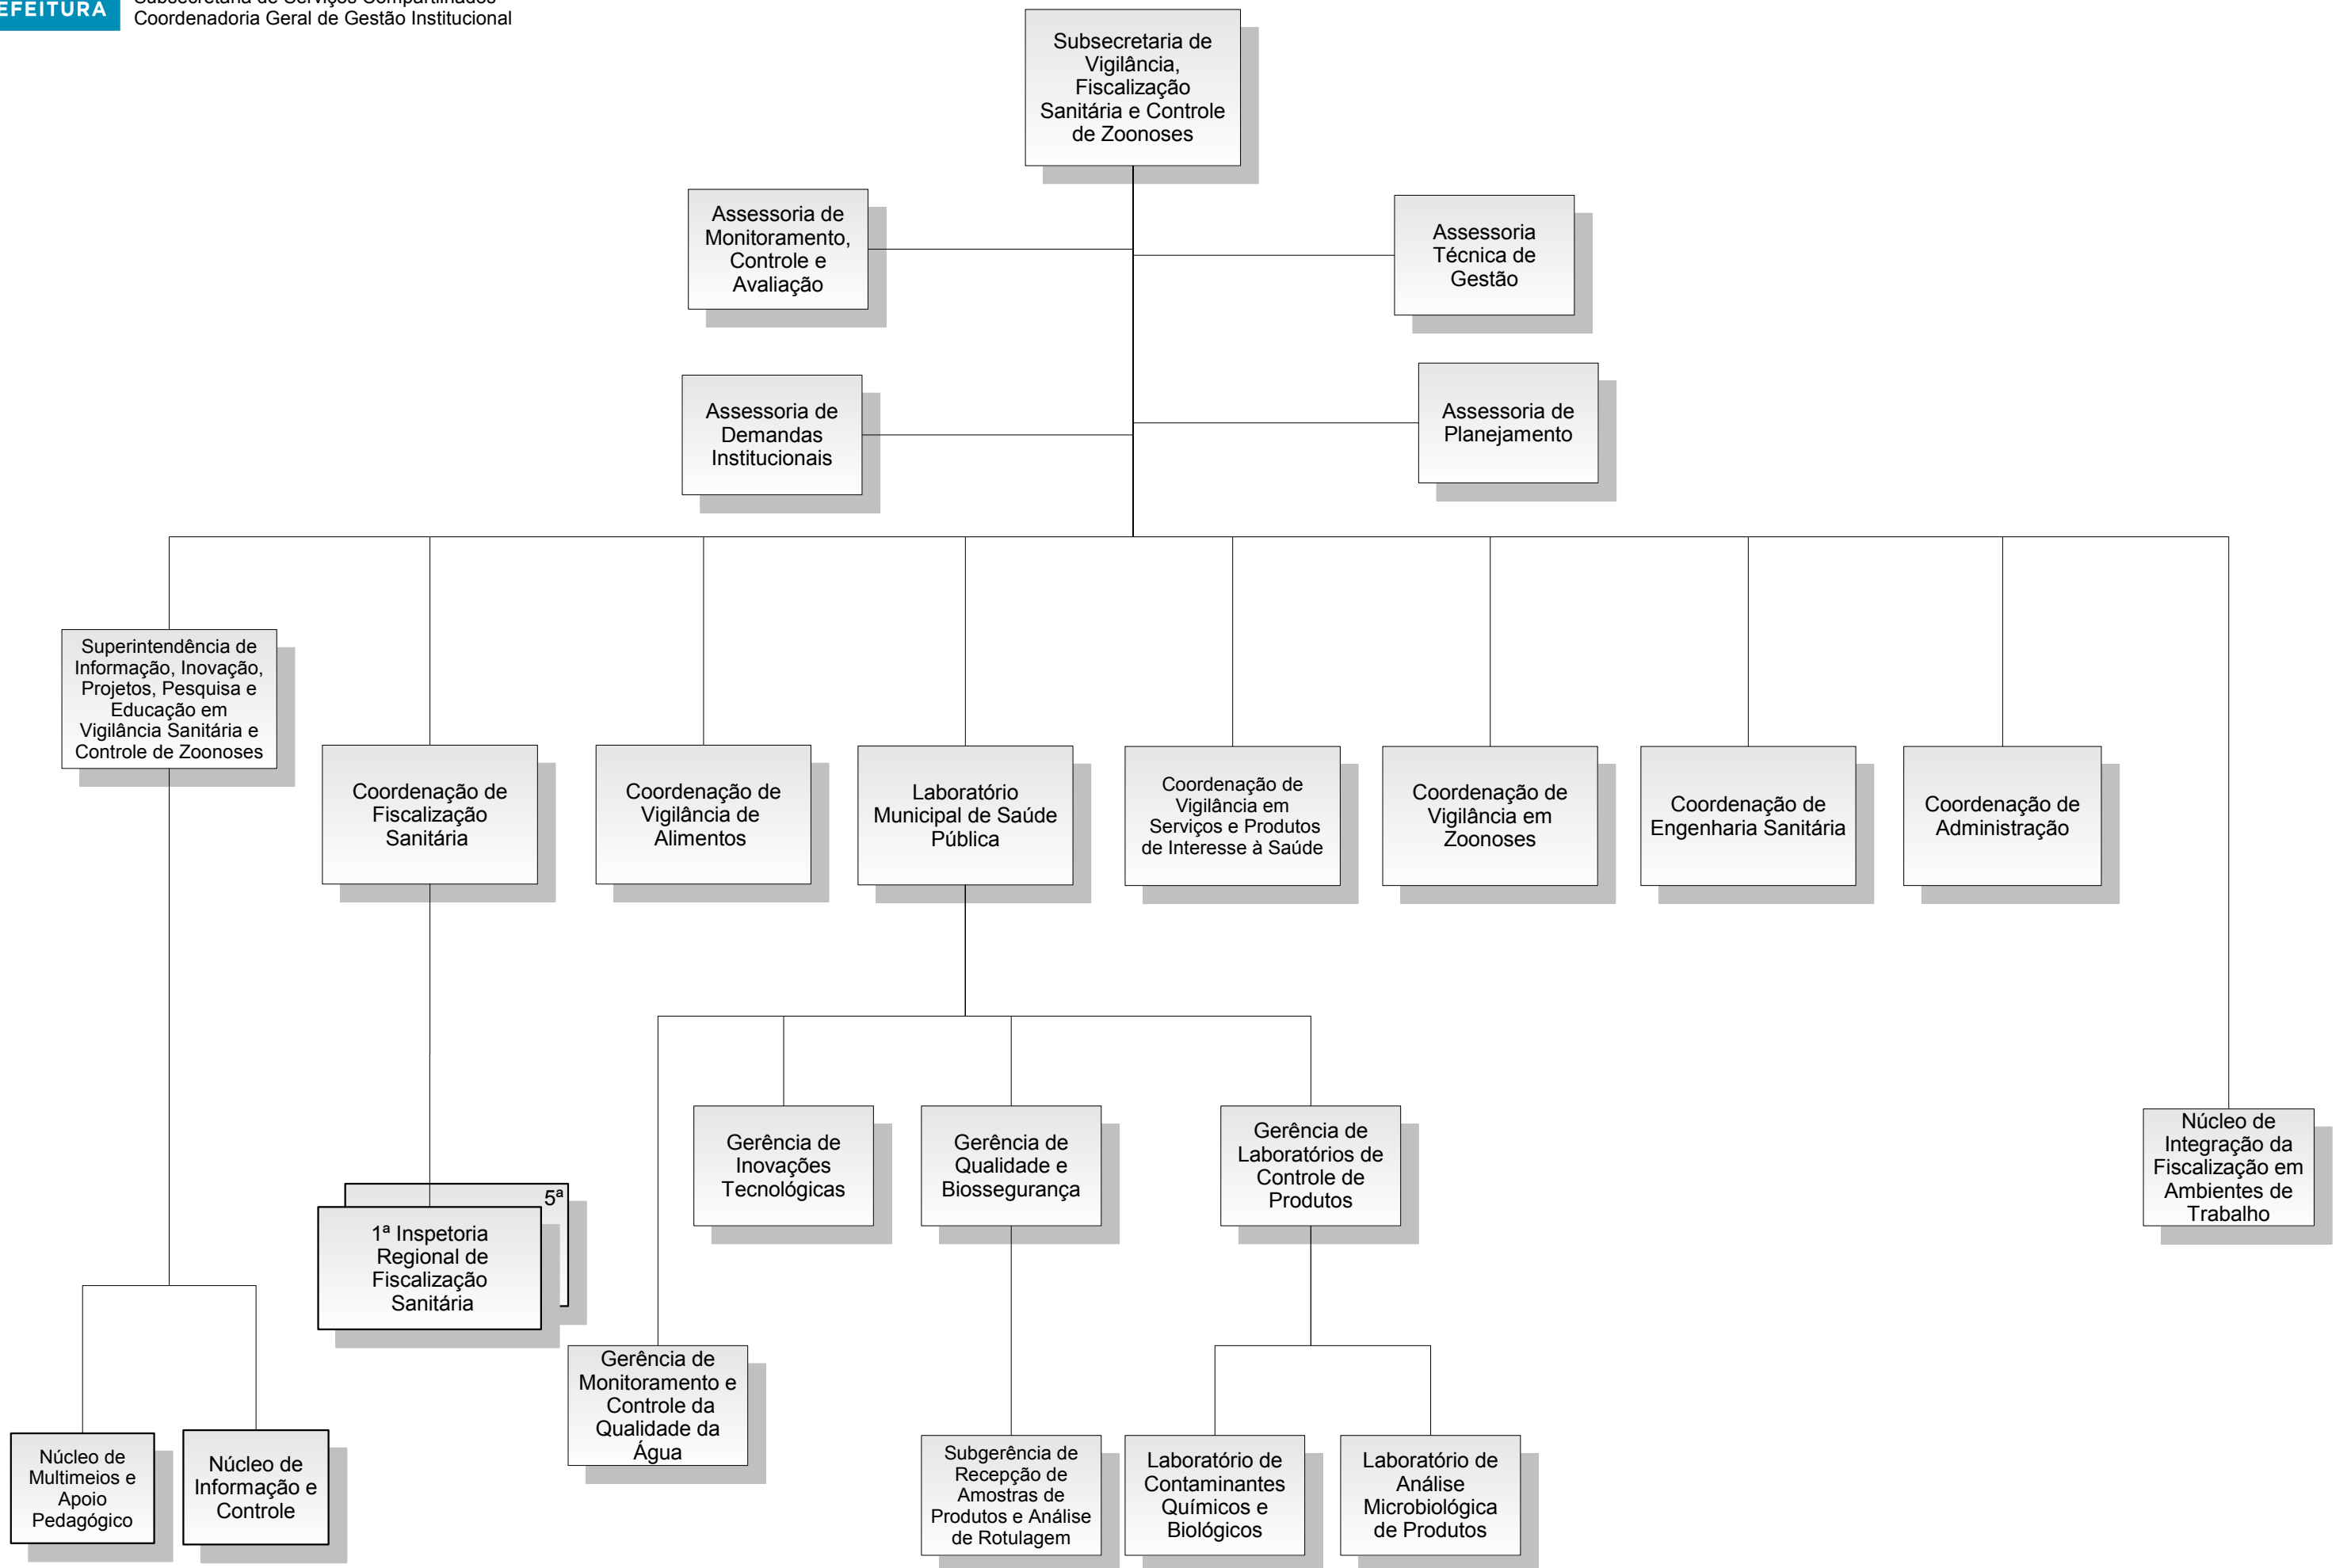 Coordenadoria Geral de Gestão Institucional
Subsecretaria de
Vigilância,
Fiscalização
Sanitária e Controle
de Zoonoses
Assessoria de
Monitoramento,
Controle e
Avaliação
Assessoria
Técnica de
Gestão
Assessoria de
Demandas
Institucionais
Assessoria de
Planejamento
Superintendência de
Informação, Inovação,
Projetos, Pesquisa e
Educação em
Vigilância Sanitária e
Controle de Zoonoses
Coordenação de
Fiscalização
Sanitária
Coordenação de
Vigilância de
Alimentos
Laboratório
Municipal de Saúde
Pública
Coordenação de
Vigilância em
Serviços e Produtos
de Interesse à Saúde
Coordenação de
Vigilância em
Zoonoses
Coordenação de
Engenharia Sanitária
Coordenação de
Administração
Gerência de
Inovações
Tecnológicas
Gerência de
Qualidade e
Biossegurança
Gerência de
Laboratórios de
Controle de
Produtos
Núcleo de
Integração da
Fiscalização em
Ambientes de
Trabalho
5ª
1ª Inspetoria
Regional de
Fiscalização
Sanitária
Gerência de
Monitoramento e
Controle da
Qualidade da
Água
Núcleo de
Multimeios e
Apoio
Pedagógico
Núcleo de
Informação e
Controle
Subgerência de
Recepção de
Amostras de
Produtos e Análise
de Rotulagem
Laboratório de
Contaminantes
Químicos e
Biológicos
Laboratório de
Análise
Microbiológica
de Produtos